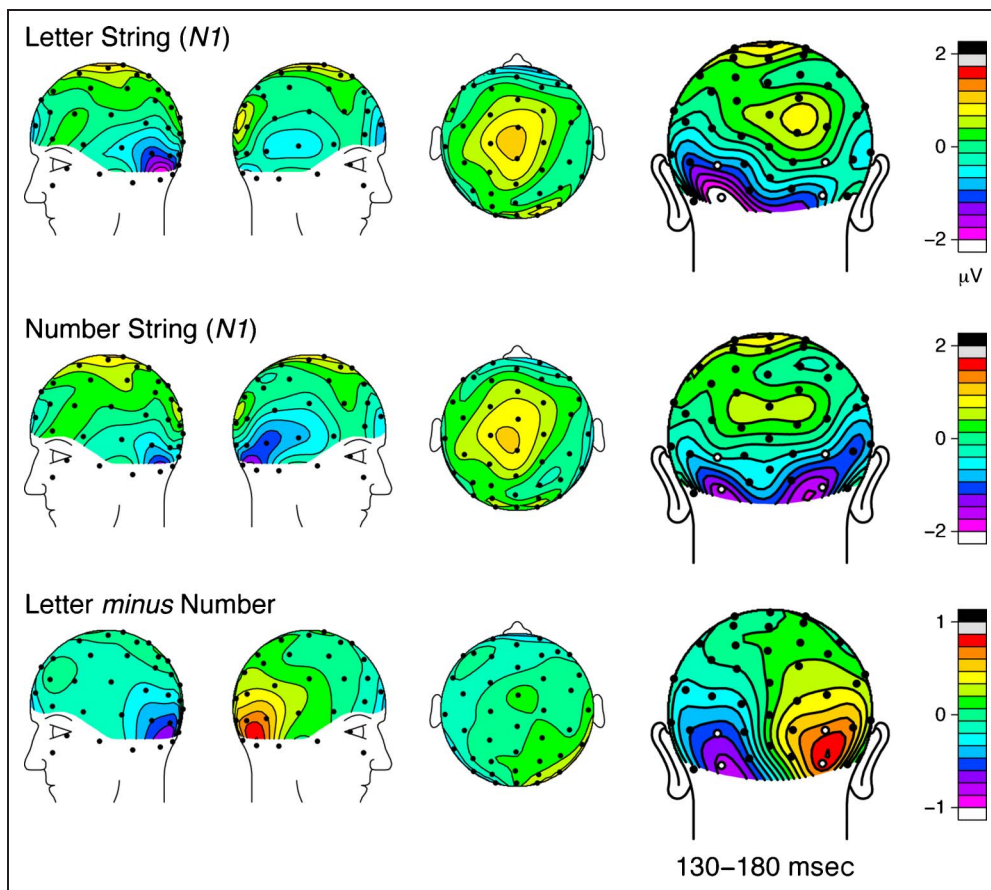 Letter String (N1)
2
0
−2
μV
Number String (N1)
2
0
−2
Letter minus Number
1
0
−1
130−180 msec